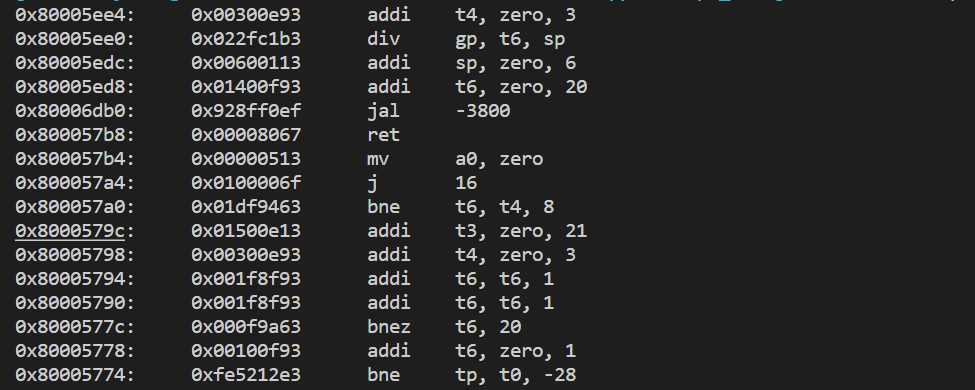 0x80005ee4: 0x00300e93 addi t4, zero, 3
0x80005ee0: 0x022fc1b3 div gp, t6, sp
0x80005edc: 0x00600113 addi sp, zero, 6
0x80005ed8: 0x01400f93 addi t6, zero, 20
0x80006db0: 0x928ff0ef jal -3800
0x800057b8: 0x00008067 ret
0x800057b4: 0x00000513 mv a0, zero
0x800057a4: 0x0100006f j 16
0x800057a0: 0x01df9463 bne t6, t4, 8
0x8000579c: 0x01500e13 addi t3, zero, 21
0x80005798: 0x00300e93 addi t4, zero, 3
0x80005794: 0x001f8f93 addi t6, t6, 1
0x80005790: 0x001f8f93 addi t6, t6, 1
0x8000577c: 0x000f9a63 bnez t6, 20
0x80005778: 0x00100f93 addi t6, zero, 1
0x80005774: 0xfe5212e3 bne tp, t0, -28